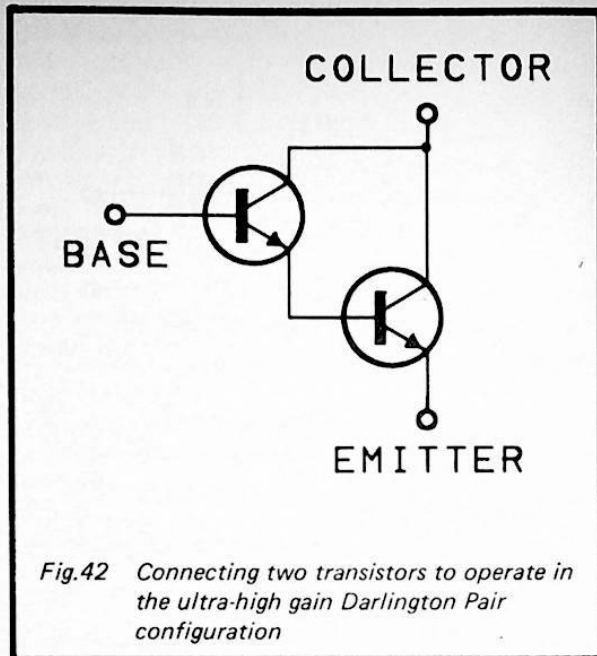 COLLECTOR
BASE
EMITTER
Fig.42 Connecting two transistors to operate in
the ultra-high gain Darlington Pair
configuration